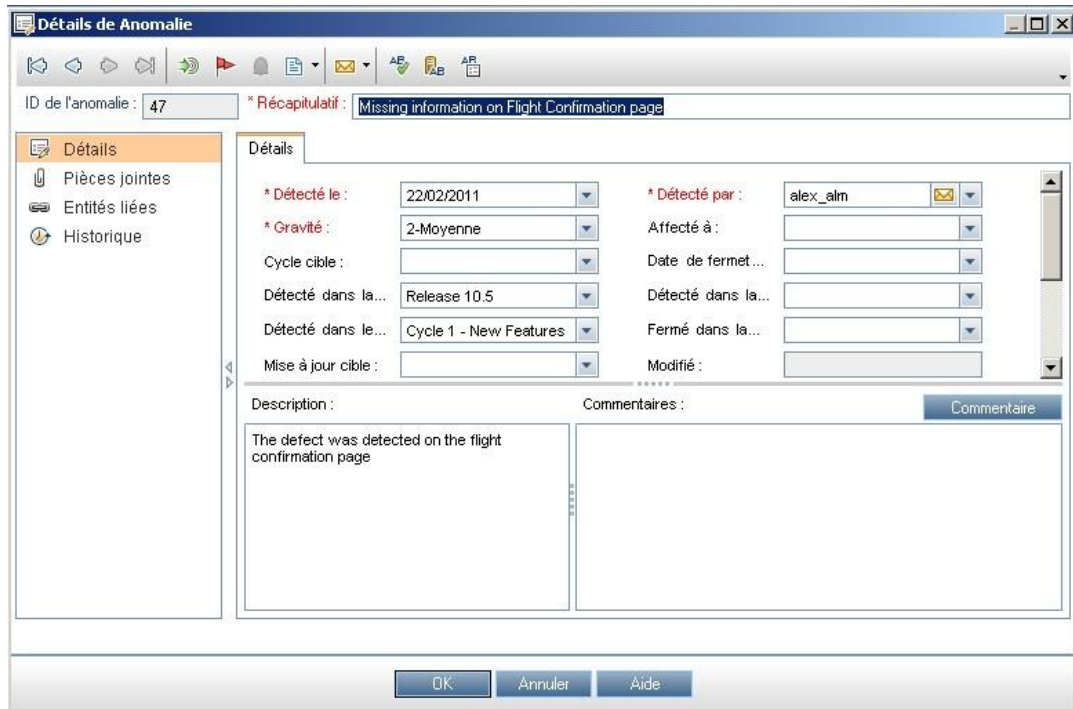 Détails de Anomalie
ID de l'anomalie : 47 * Récapitulatif : Missing information on Flight Confirmation page
Détails
Pièces jointes
Entités liées
Historique
Détails
* Détecté le : 22/02/2011 * Détecté par : alex_alm
* Gravité : 2-Moyenne Affecté à :
Cycle cible : Date de fermet...
Détecté dans la... Release 10.5 Détecté dans la...
Détecté dans le... Cycle 1 - New Features Fermé dans la...
Mise à jour cible : Modifié :
Description : Commentaires : Commentaire
The defect was detected on the flight
confirmation page
OK Annuler Aide